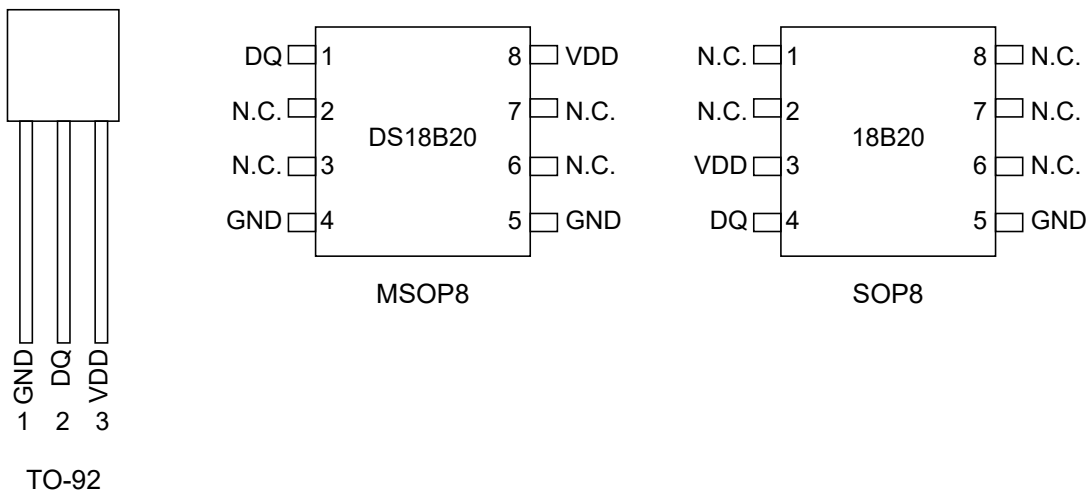 GND
1
DQ
2
VDD
3
TO-92
DQ 1
N.C. 2
N.C. 3
GND 4
DS18B20
8 VDD
7 N.C.
6 N.C.
5 GND
MSOP8
N.C. 1
N.C. 2
VDD 3
DQ 4
18B20
8 N.C.
7 N.C.
6 N.C.
5 GND
SOP8